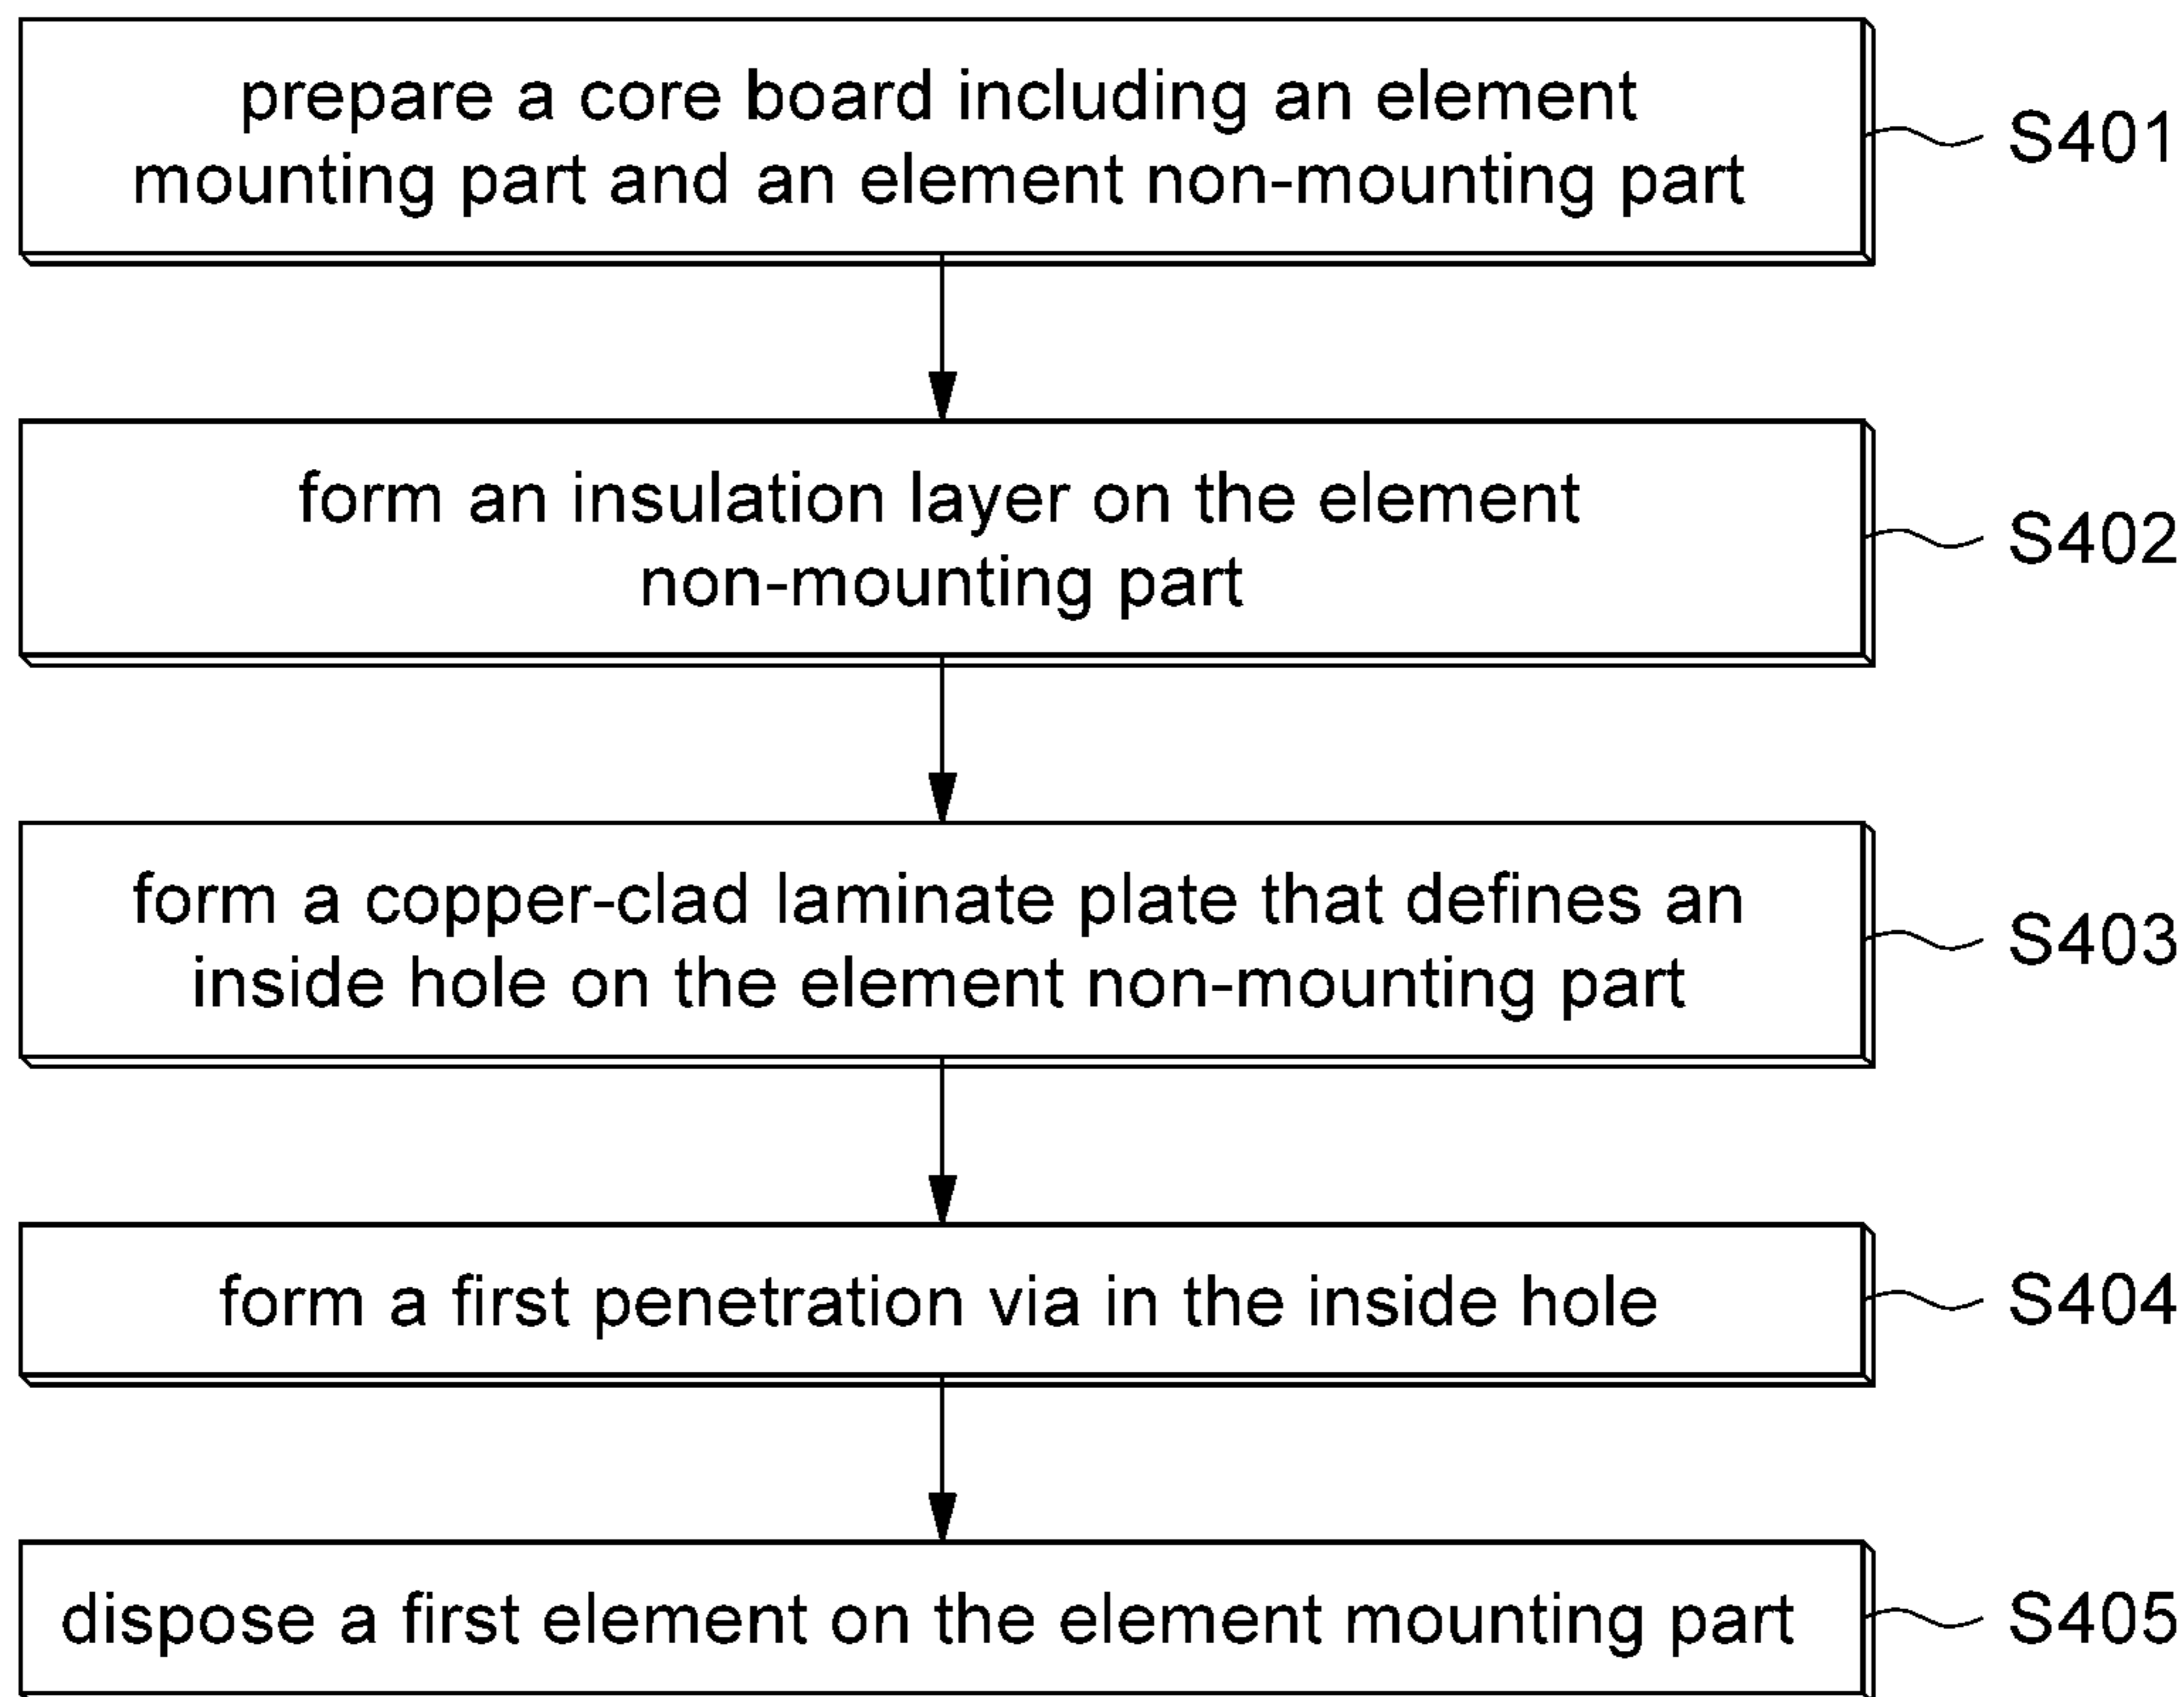 prepare a core board including an element
mounting part and an element non-mounting part
S401
form an insulation layer on the element
non-mounting part
S402
form a copper-clad laminate plate that defines an
inside hole on the element non-mounting part
S403
form a first penetration via in the inside hole
S404
dispose a first element on the element mounting part
S405